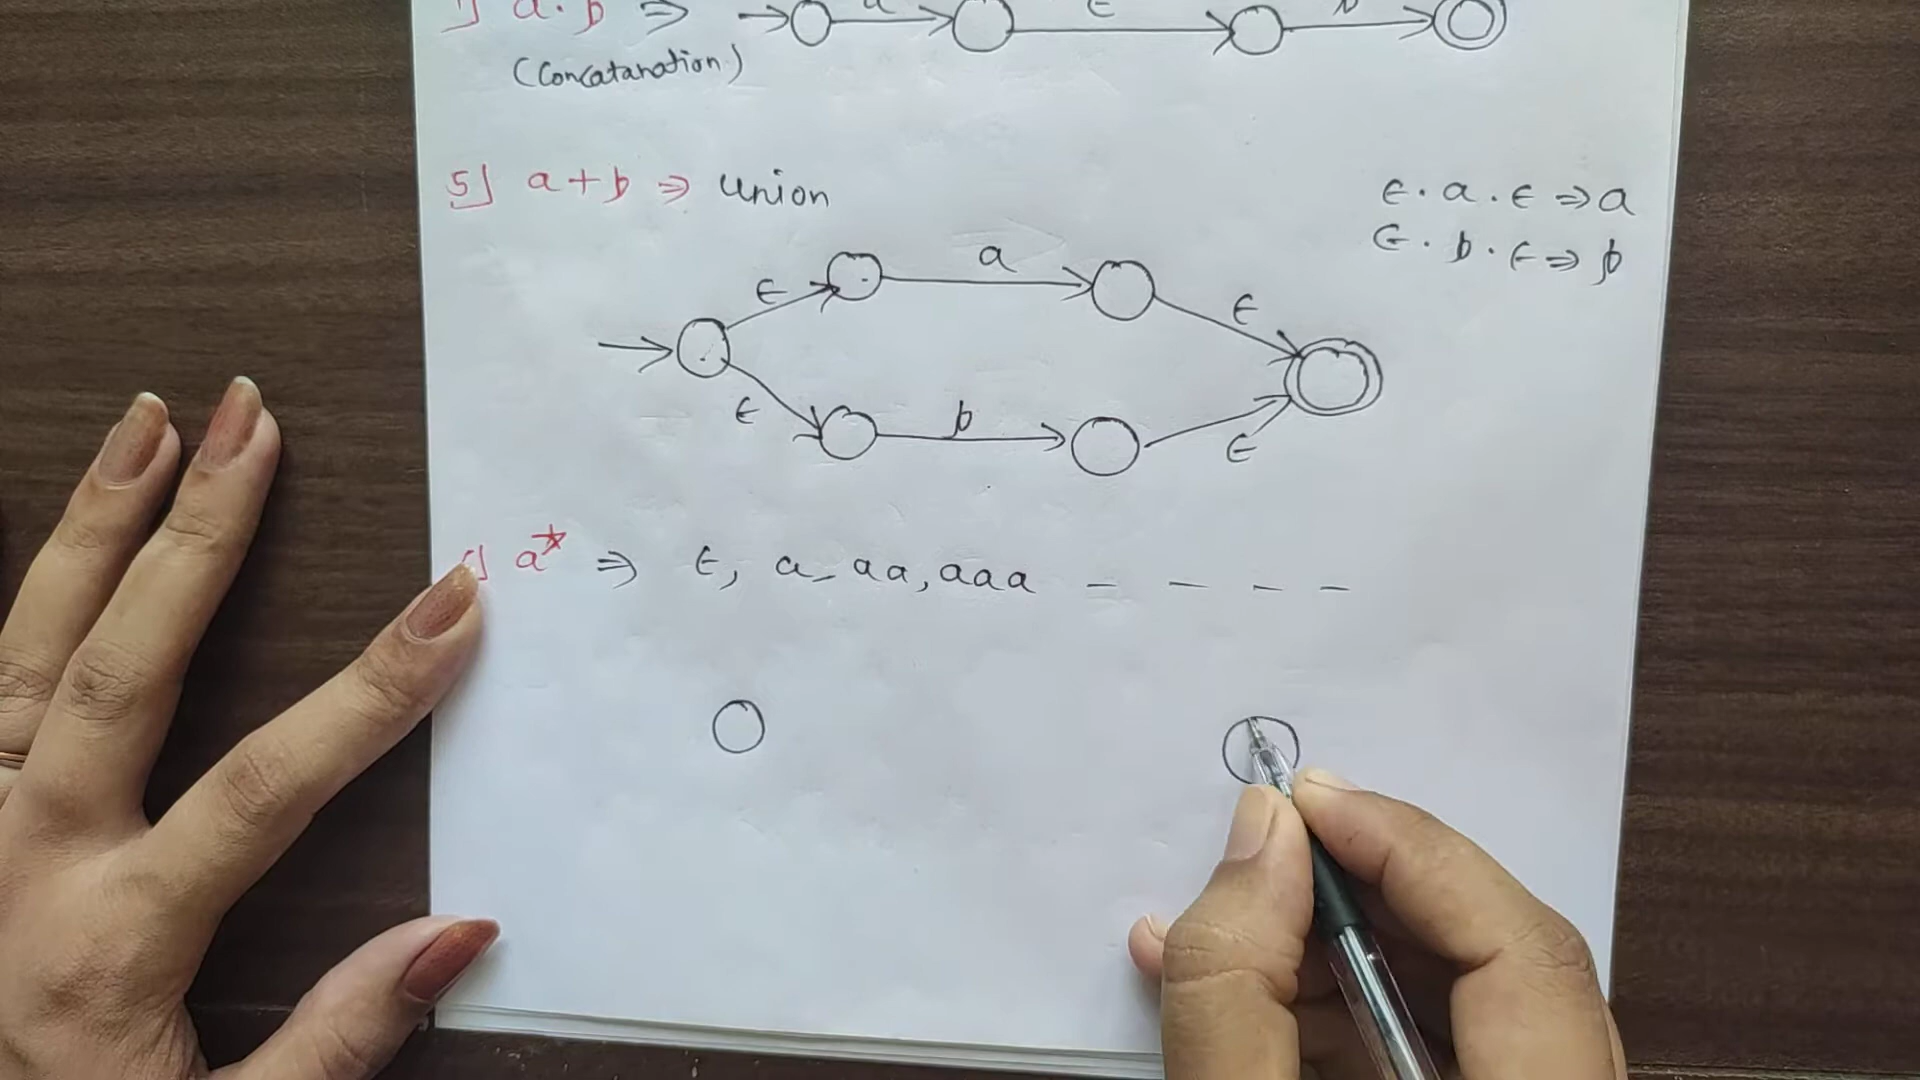 a . b ⇒ a ϵ b
(Concatanation)
5] a + b ⇒ union
ϵ . a . ϵ ⇒ a
ϵ . b . ϵ ⇒ b
ϵ a ϵ
ϵ b ϵ
a* ⇒ ϵ, a, aa, aaa - - - -